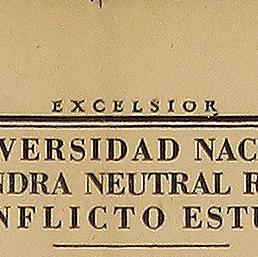 EXCELSIOR
VERSIDAD NAC
NDRA NEUTRAL R
NFLICTO ESTU